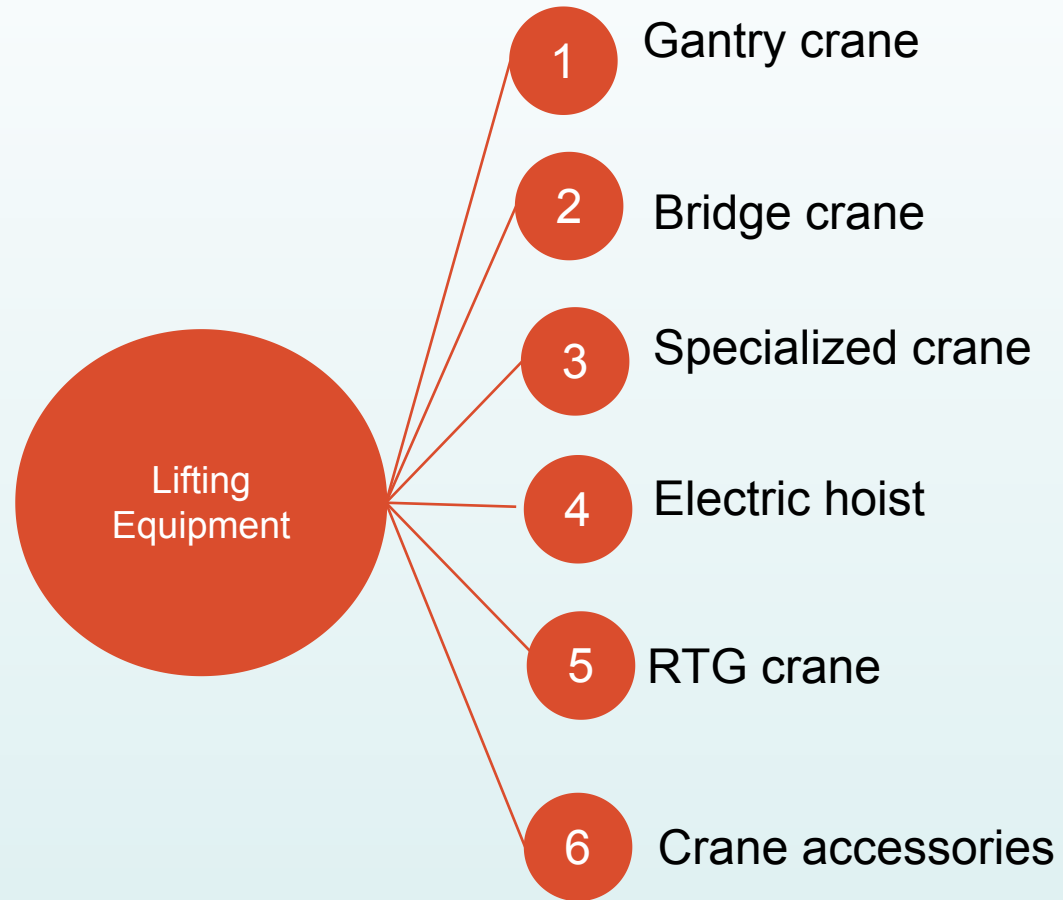 1 Gantry crane
2 Bridge crane
3 Specialized crane
Lifting
Equipment
4 Electric hoist
5 RTG crane
6 Crane accessories